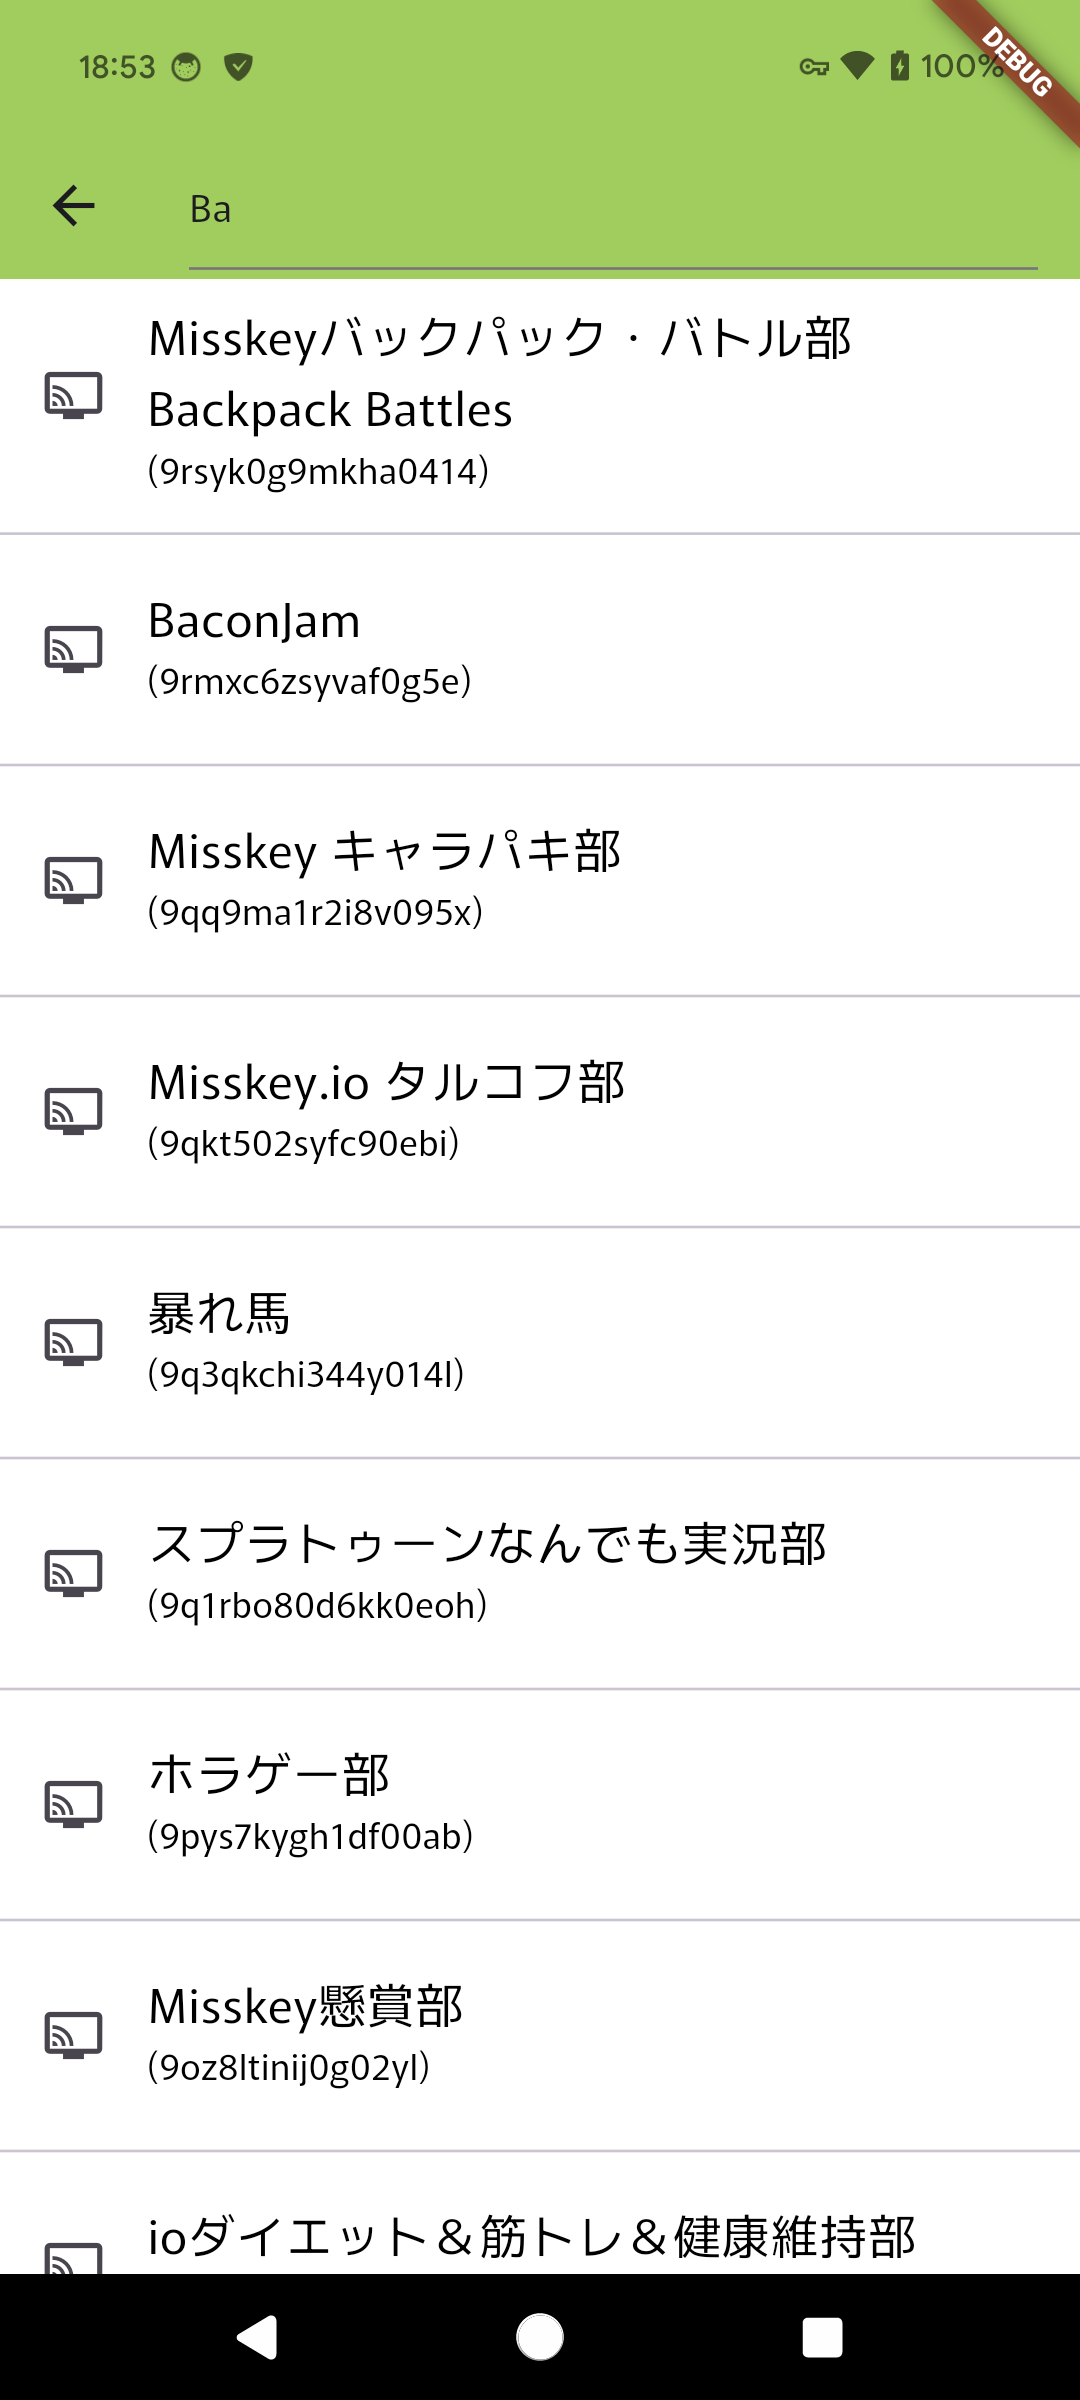 18:53
100%
DEBUG
Ba
Misskeyバックパック・バトル部
Backpack Battles
(9rsyk0g9mkha0414)
BaconJam
(9rmxc6zsyvaf0g5e)
Misskey キャラパキ部
(9qq9ma1r2i8v095x)
Misskey.io タルコフ部
(9qkt502syfc90ebi)
暴れ馬
(9q3qkchi344y014l)
スプラトゥーンなんでも実況部
(9q1rbo80d6kk0eoh)
ホラゲー部
(9pys7kygh1df00ab)
Misskey懸賞部
(9oz8ltinij0g02yl)
ioダイエット＆筋トレ＆健康維持部